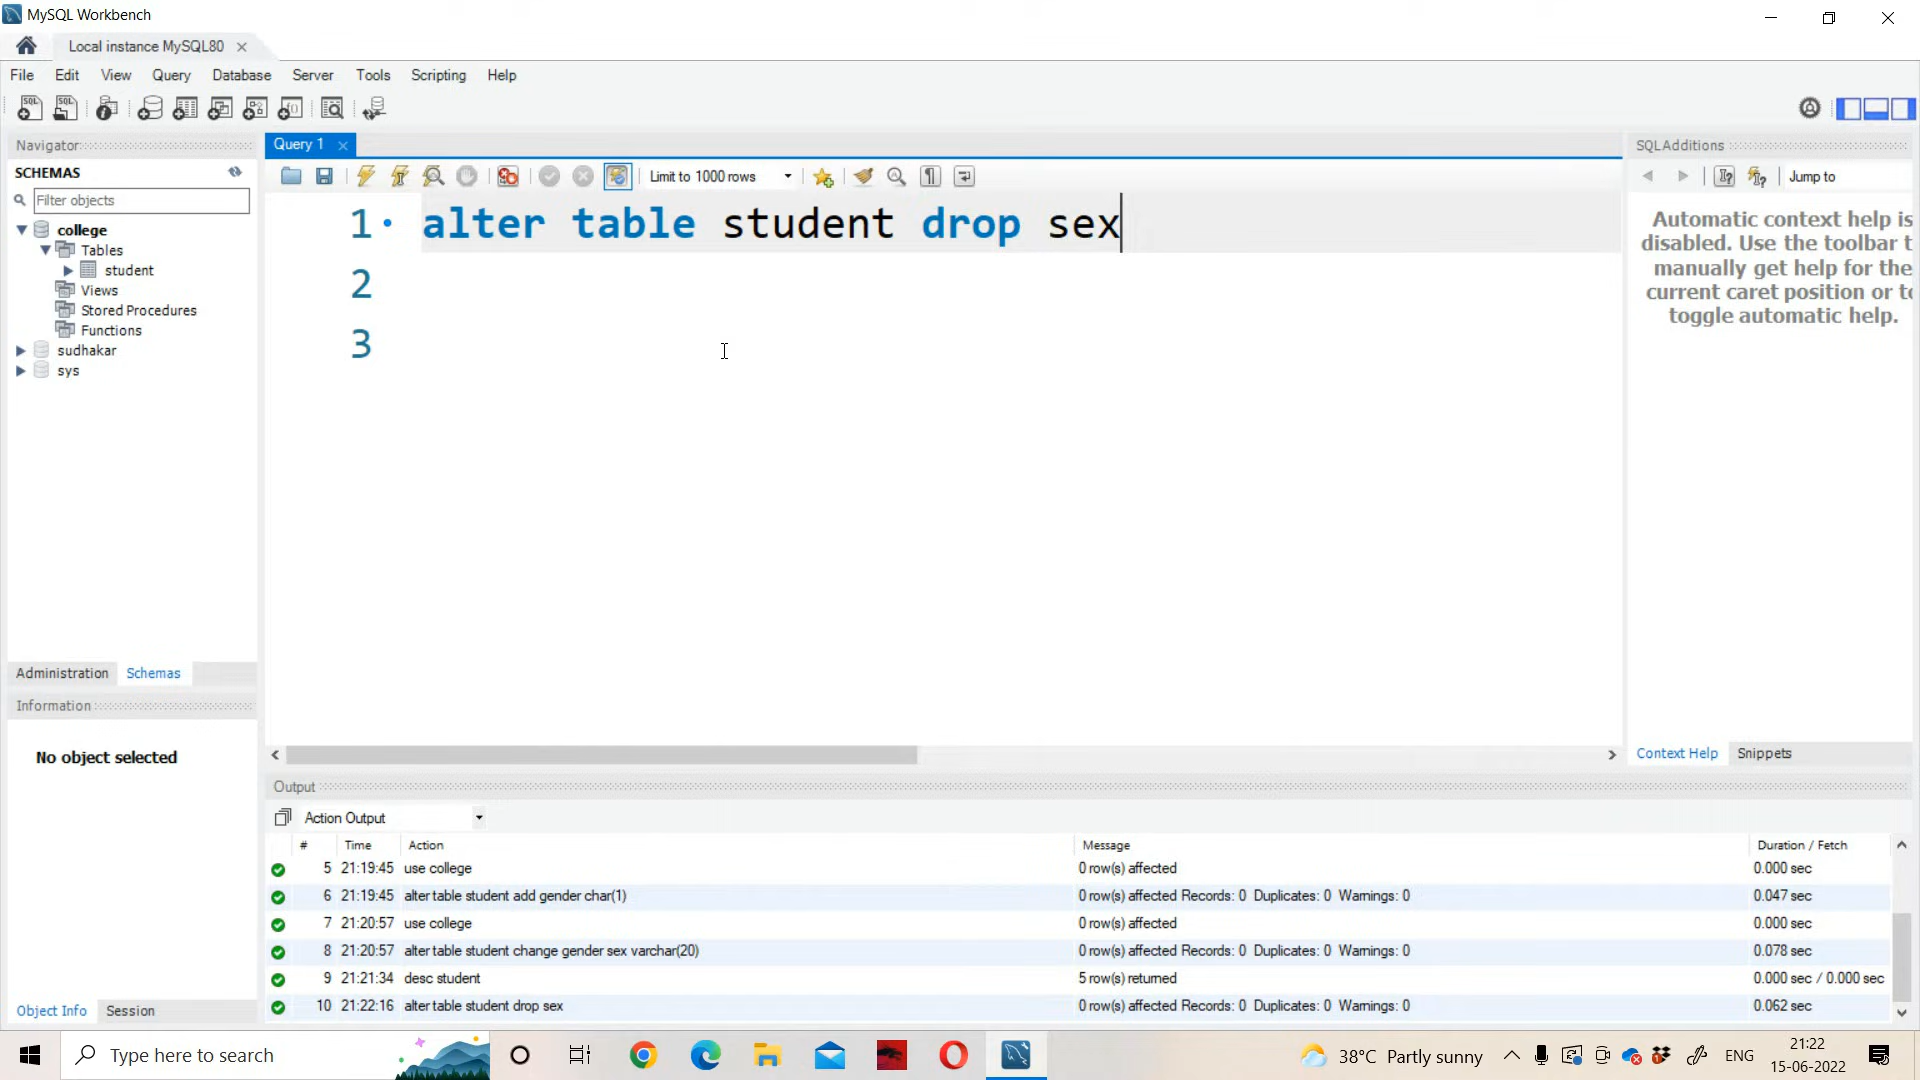 MySQL Workbench
Local instance MySQL80
File Edit View Query Database Server Tools Scripting Help
Navigator
SCHEMAS
Filter objects
college
Tables
student
Views
Stored Procedures
Functions
sudhakar
sys
Administration Schemas
Information
No object selected
Object Info Session
Query 1
Limit to 1000 rows
1 alter table student drop sex
2
3
SQLAdditions
Jump to
Automatic context help is
disabled. Use the toolbar t
manually get help for the
current caret position or to
toggle automatic help.
Context Help Snippets
Output
Action Output
# Time Action Message Duration / Fetch
5 21:19:45 use college 0 row(s) affected 0.000 sec
6 21:19:45 alter table student add gender char(1) 0 row(s) affected Records: 0 Duplicates: 0 Warnings: 0 0.047 sec
7 21:20:57 use college 0 row(s) affected 0.000 sec
8 21:20:57 alter table student change gender sex varchar(20) 0 row(s) affected Records: 0 Duplicates: 0 Warnings: 0 0.078 sec
9 21:21:34 desc student 5 row(s) returned 0.000 sec / 0.000 sec
10 21:22:16 alter table student drop sex 0 row(s) affected Records: 0 Duplicates: 0 Warnings: 0 0.062 sec
Type here to search
38°C Partly sunny
ENG
21:22
15-06-2022